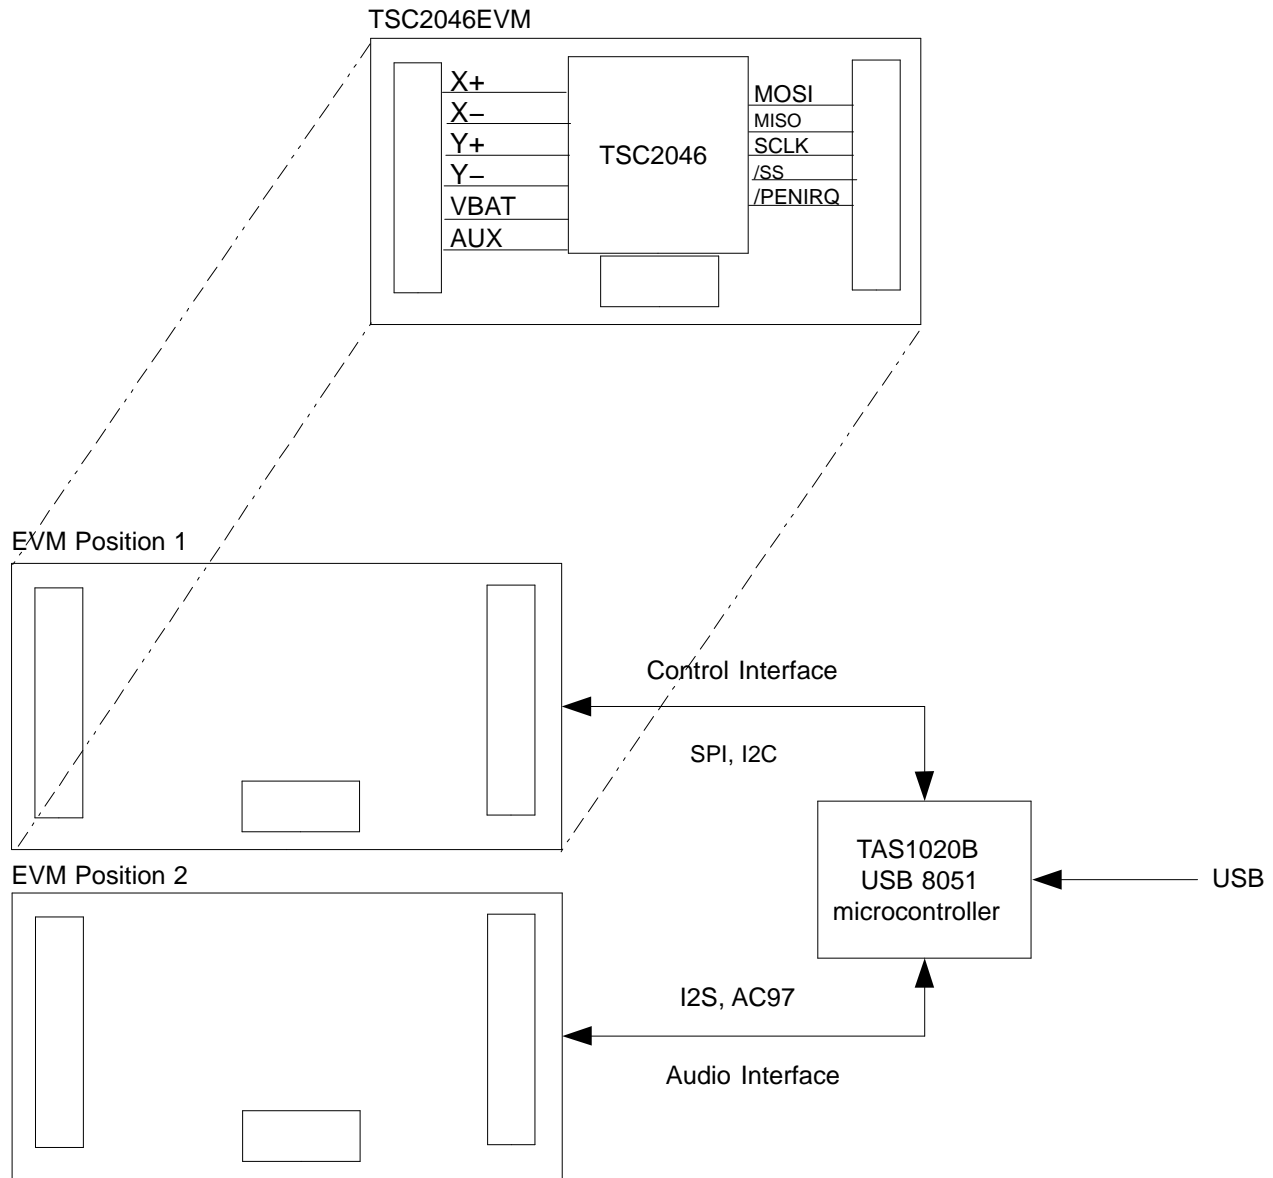 TSC2046EVM
X+
X–
Y+
Y–
VBAT
AUX
TSC2046
MOSI
MISO
SCLK
/SS
/PENIRQ
EVM Position 1
Control Interface
SPI, I2C
TAS1020B
USB 8051
microcontroller
USB
EVM Position 2
I2S, AC97
Audio Interface